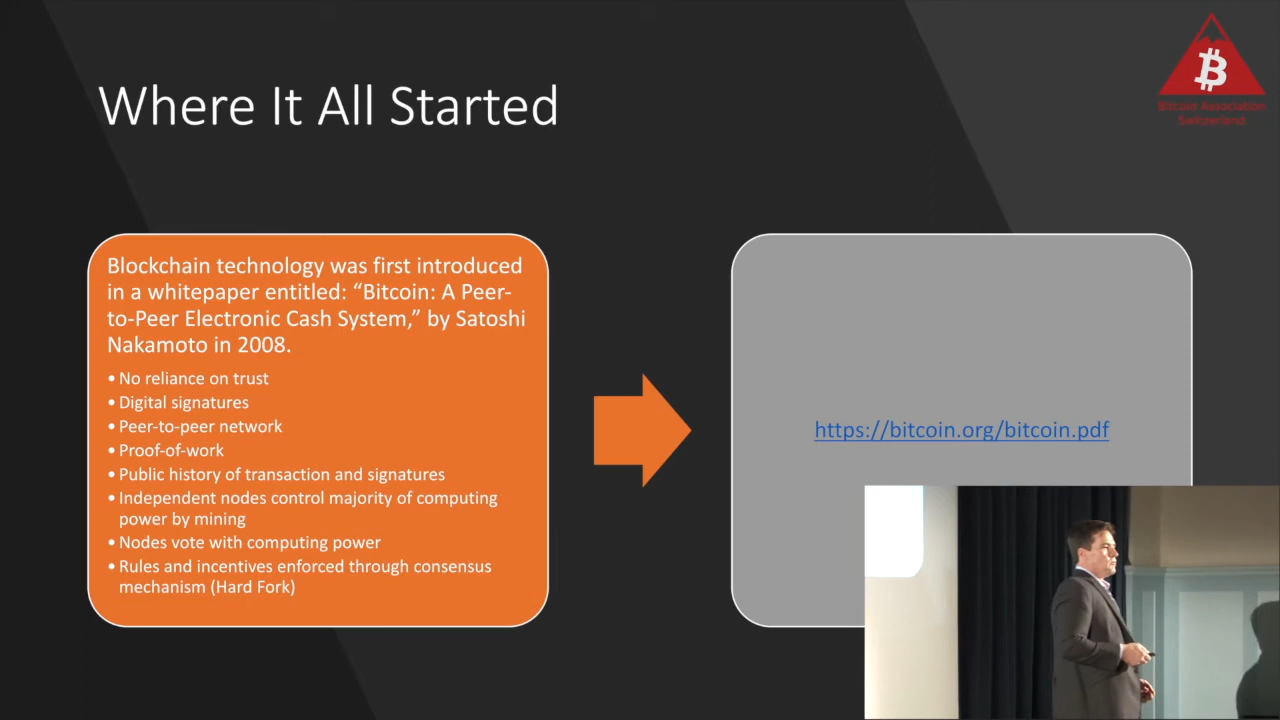 Where It All Started
B
Bitcoin Association
Switzerland
Blockchain technology was first introduced
in a whitepaper entitled: “Bitcoin: A Peer-
to-Peer Electronic Cash System,” by Satoshi
Nakamoto in 2008.
• No reliance on trust
• Digital signatures
• Peer-to-peer network
• Proof-of-work
• Public history of transaction and signatures
• Independent nodes control majority of computing
power by mining
• Nodes vote with computing power
• Rules and incentives enforced through consensus
mechanism (Hard Fork)
https://bitcoin.org/bitcoin.pdf